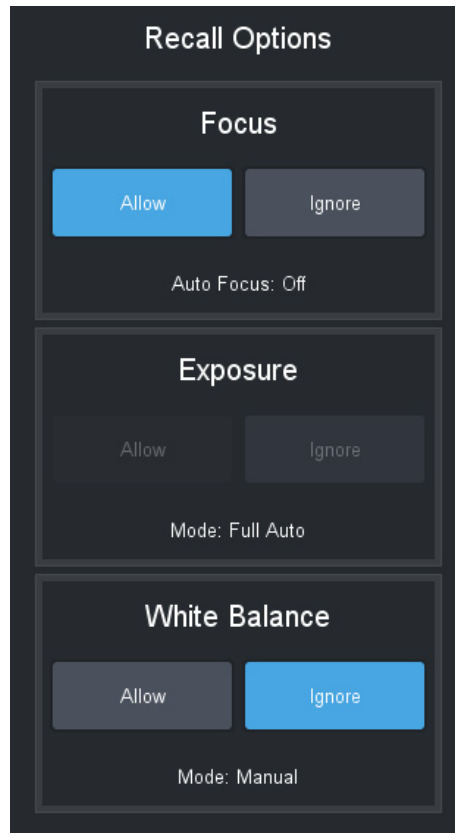 Recall Options
Focus
Allow Ignore
Auto Focus: Off
Exposure
Allow Ignore
Mode: Full Auto
White Balance
Allow Ignore
Mode: Manual